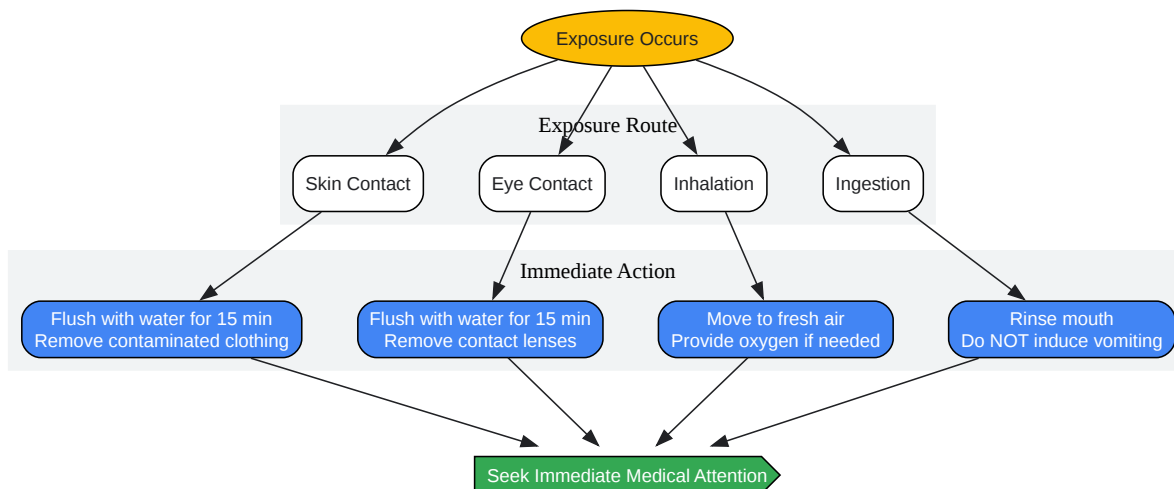 Exposure Occurs
Exposure Route
Skin Contact
Eye Contact
Inhalation
Ingestion
Immediate Action
Flush with water for 15 min
Remove contaminated clothing
Flush with water for 15 min
Remove contact lenses
Move to fresh air
Provide oxygen if needed
Rinse mouth
Do NOT induce vomiting
Seek Immediate Medical Attention